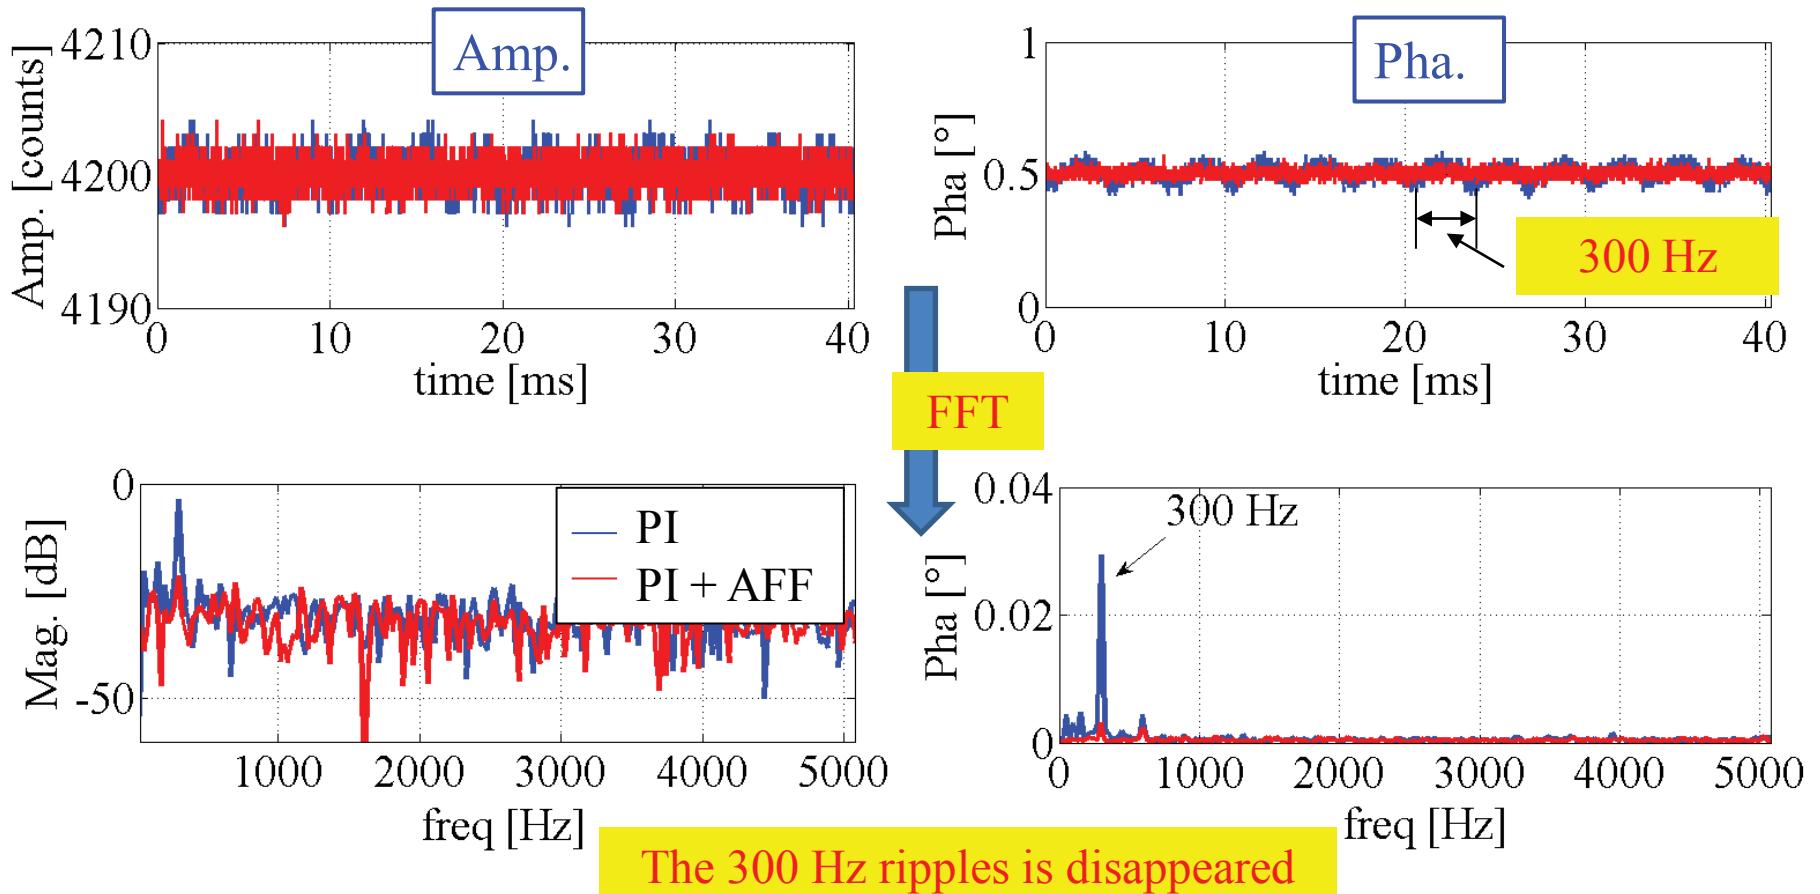 Amp.
4210
4200
4190
Amp. [counts]
0 10 20 30 40
time [ms]
Pha.
1
0.5
0
Pha [°]
300 Hz
0 10 20 30 40
time [ms]
FFT
0
-50
Mag. [dB]
PI
PI + AFF
1000 2000 3000 4000 5000
freq [Hz]
0.04
0.02
0
Pha [°]
300 Hz
0 1000 2000 3000 4000 5000
freq [Hz]
The 300 Hz ripples is disappeared